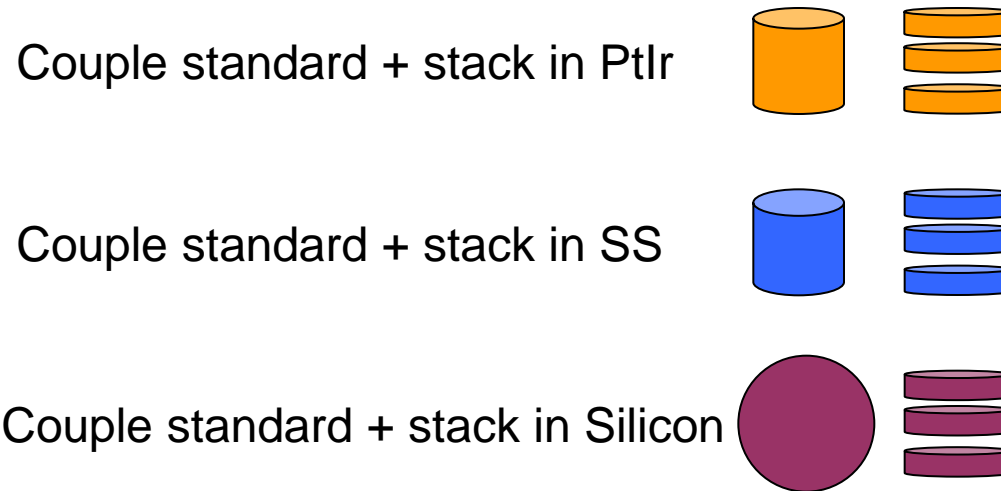 Couple standard + stack in PtIr
Couple standard + stack in SS
Couple standard + stack in Silicon